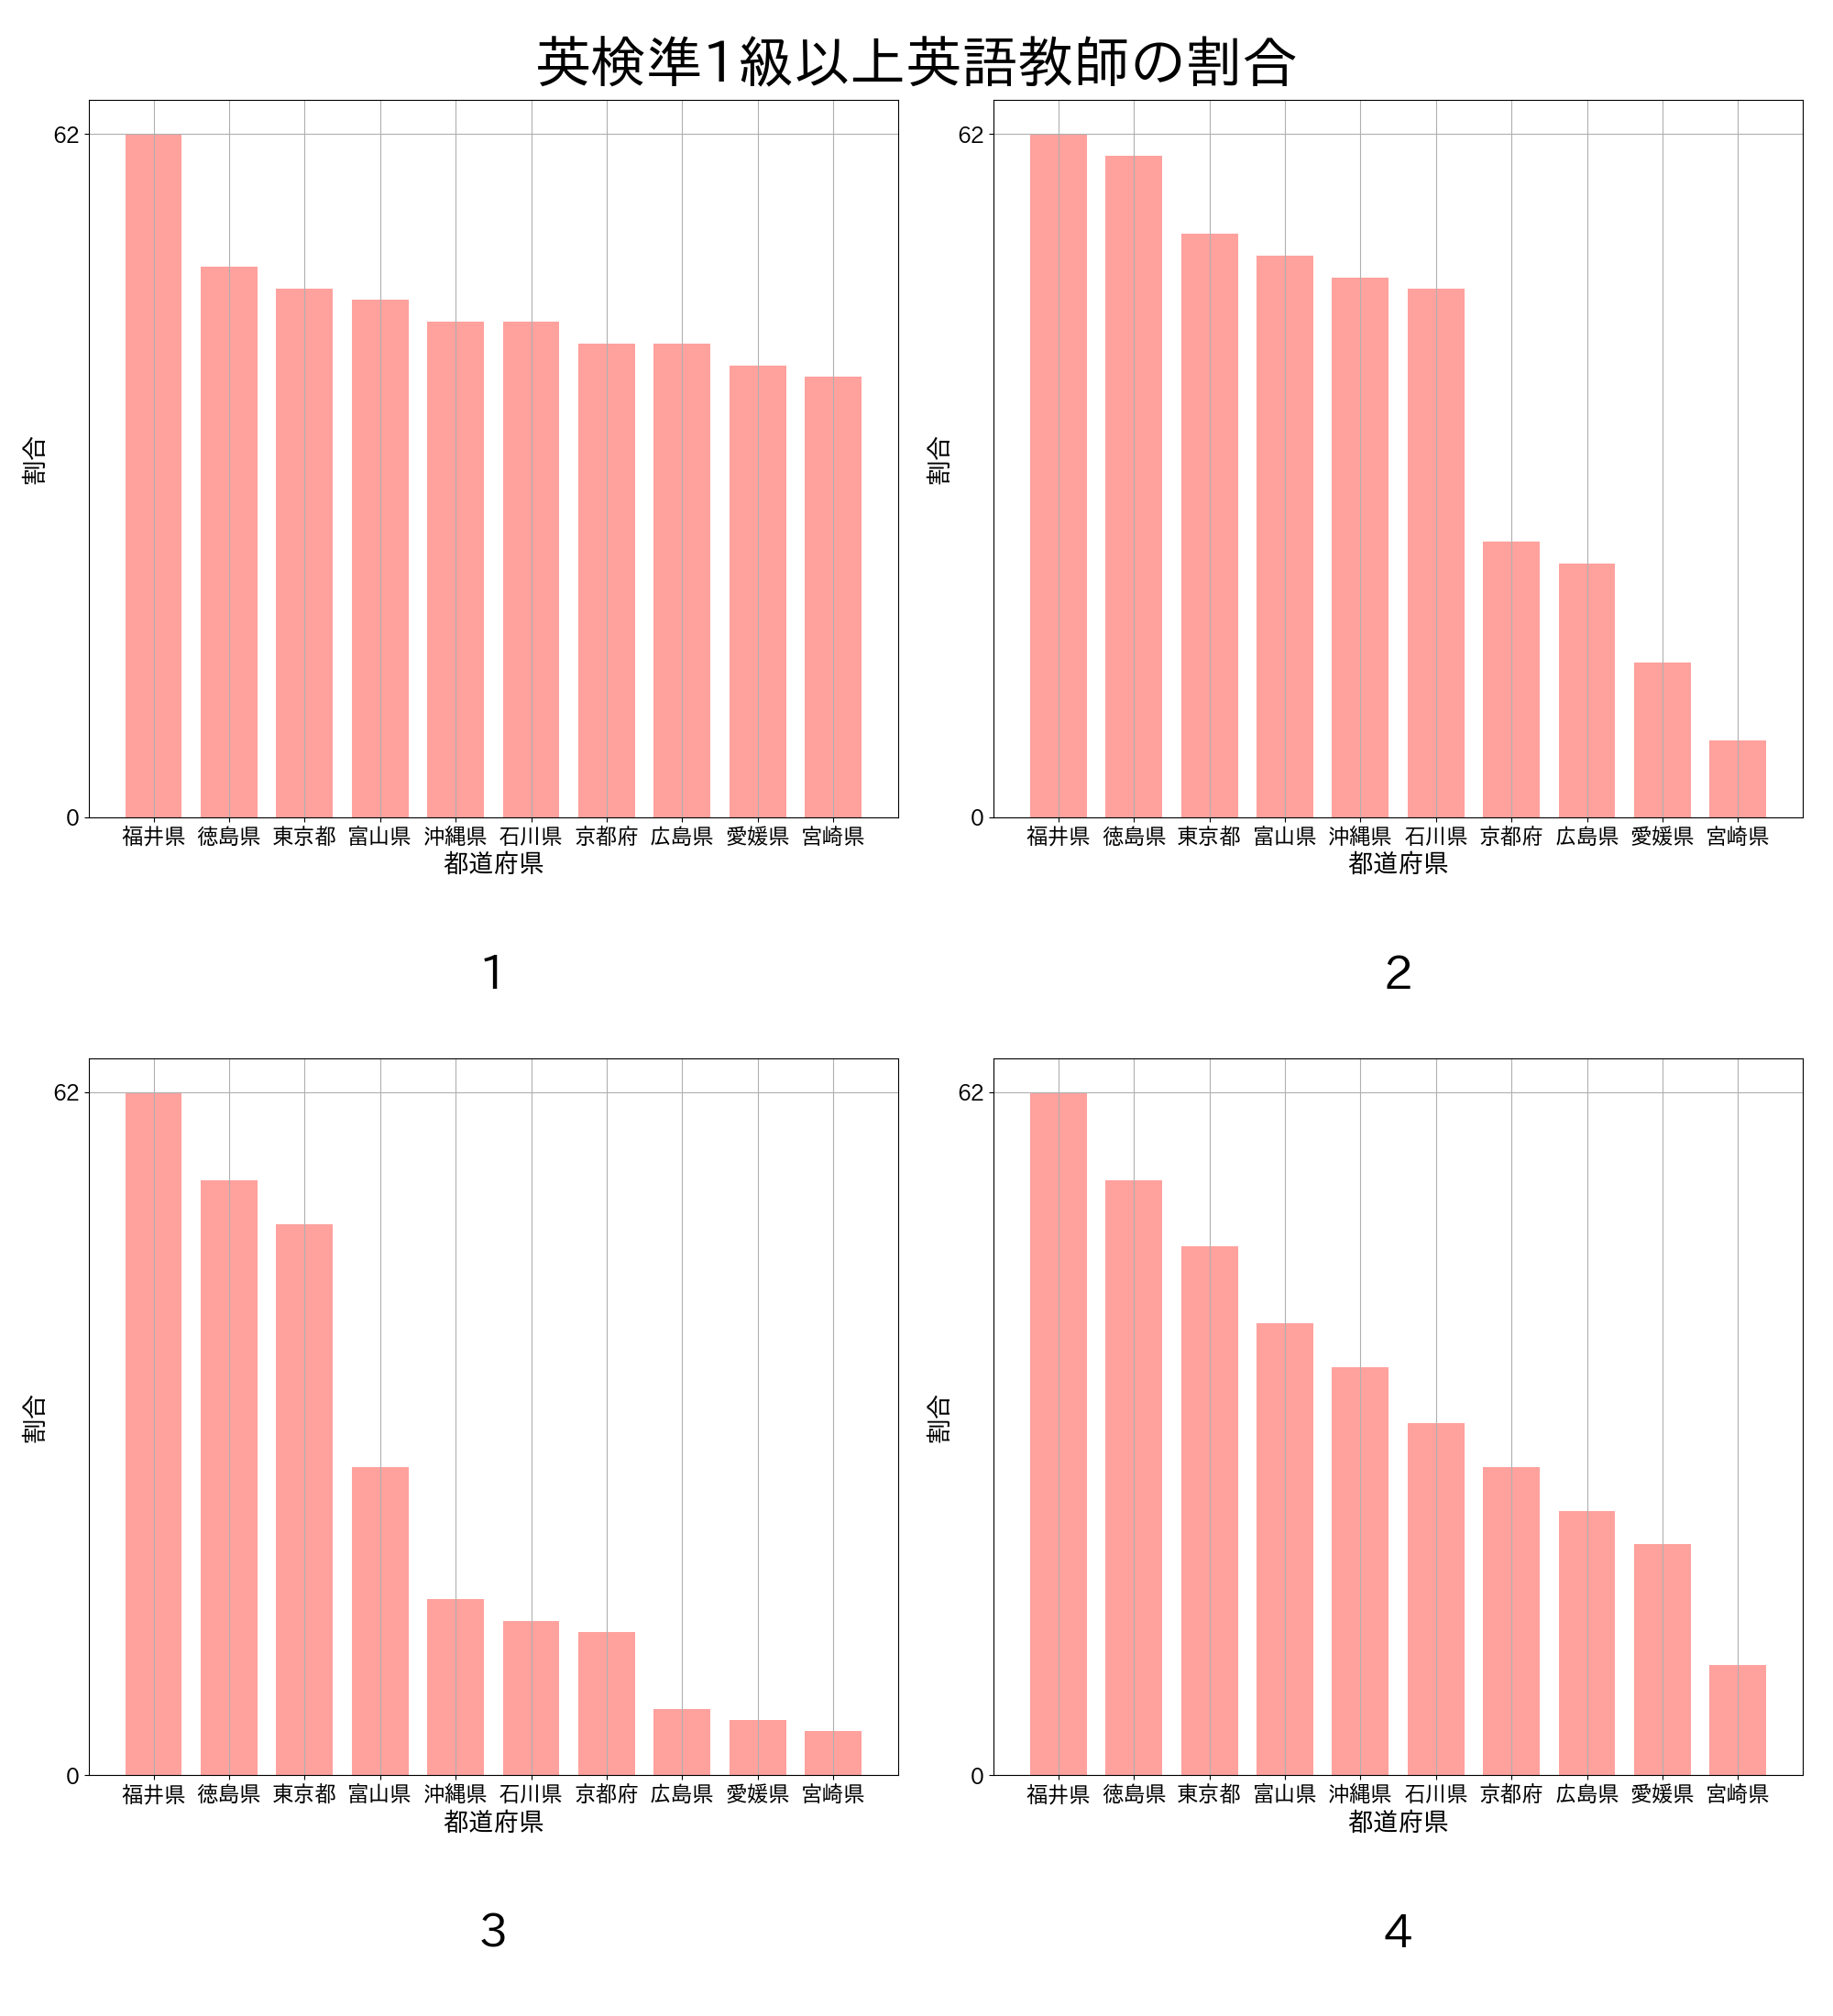 英検準1級以上英語教師の割合
62
0
割合
福井県 徳島県 東京都 富山県 沖縄県 石川県 京都府 広島県 愛媛県 宮崎県
都道府県
1
62
0
割合
福井県 徳島県 東京都 富山県 沖縄県 石川県 京都府 広島県 愛媛県 宮崎県
都道府県
2
62
0
割合
福井県 徳島県 東京都 富山県 沖縄県 石川県 京都府 広島県 愛媛県 宮崎県
都道府県
3
62
0
割合
福井県 徳島県 東京都 富山県 沖縄県 石川県 京都府 広島県 愛媛県 宮崎県
都道府県
4